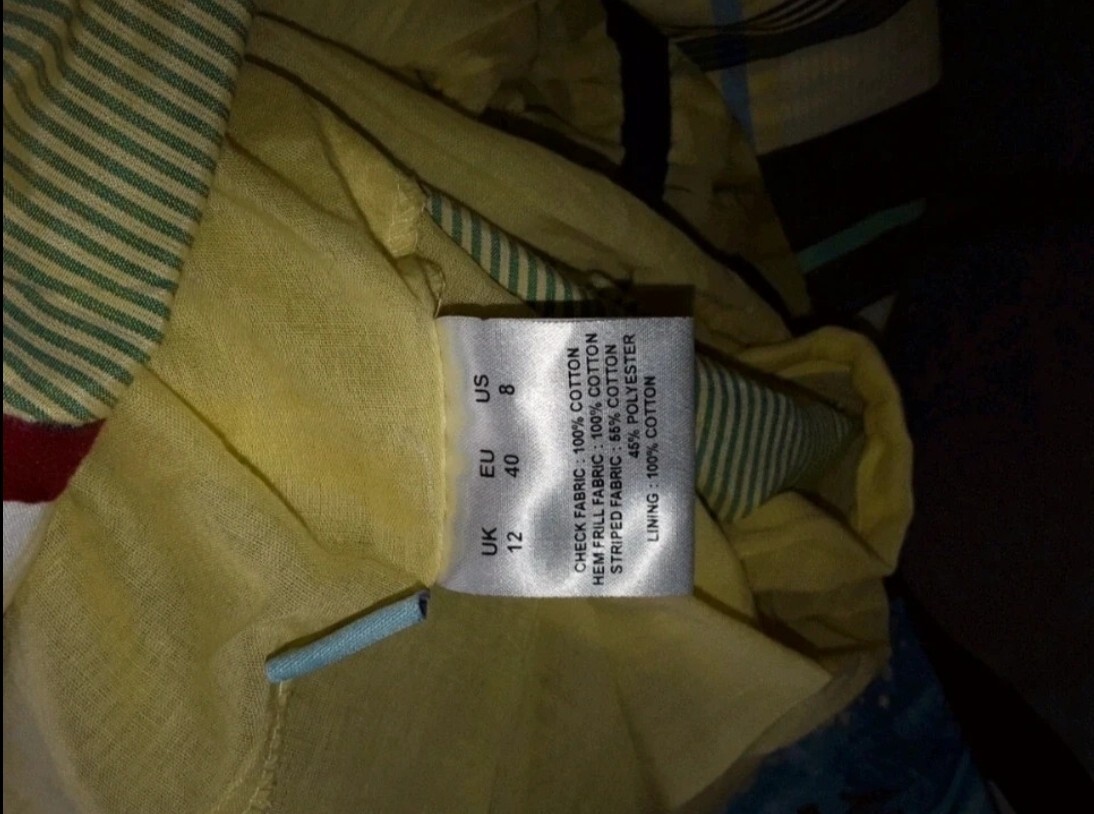 UK EU US
12 40 8
CHECK FABRIC : 100% COTTON
HEM FRILL FABRIC : 100% COTTON
STRIPED FABRIC : 55% COTTON
45% POLYESTER
LINING : 100% COTTON